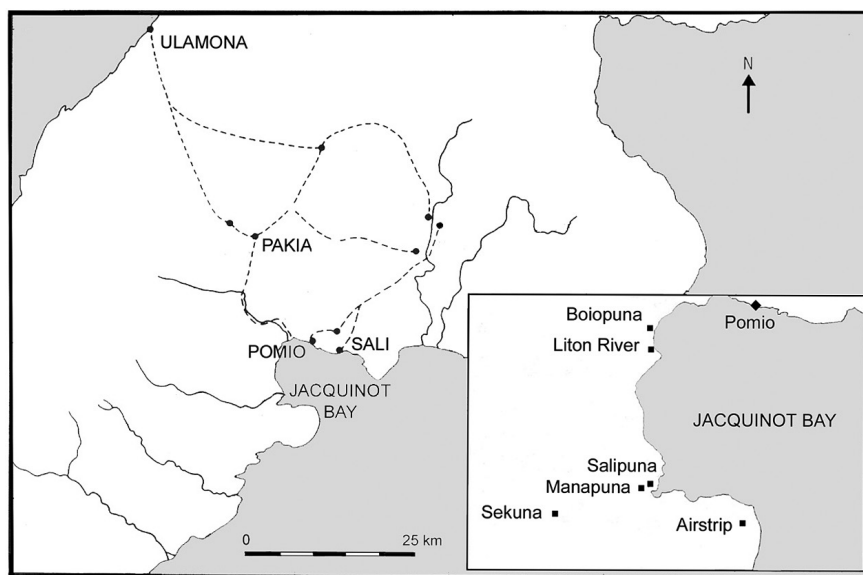 ULAMONA
N
PAKIA
POMIO
SALI
JACQUINOT
BAY
0
25 km
Boiopuna
Pomio
Liton River
JACQUINOT BAY
Salipuna
Manapuna
Sekuna
Airstrip